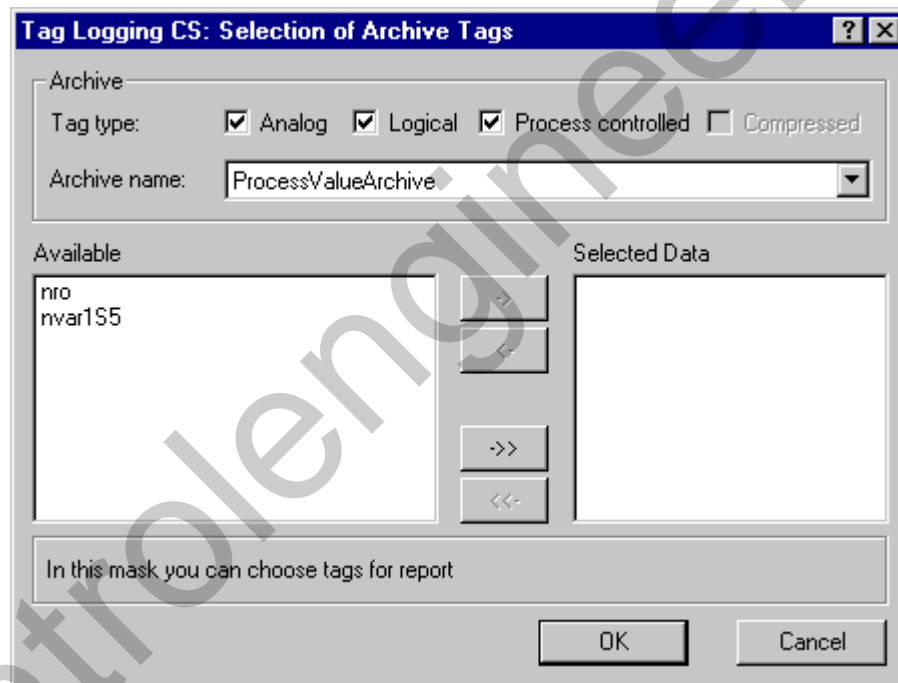 Tag Logging CS: Selection of Archive Tags
Archive
Tag type: Analog Logical Process controlled Compressed
Archive name: ProcessValueArchive
Available Selected Data
nro
nvar1S5
->
<-
->>
<<-
In this mask you can choose tags for report
OK Cancel
ntrolengineer